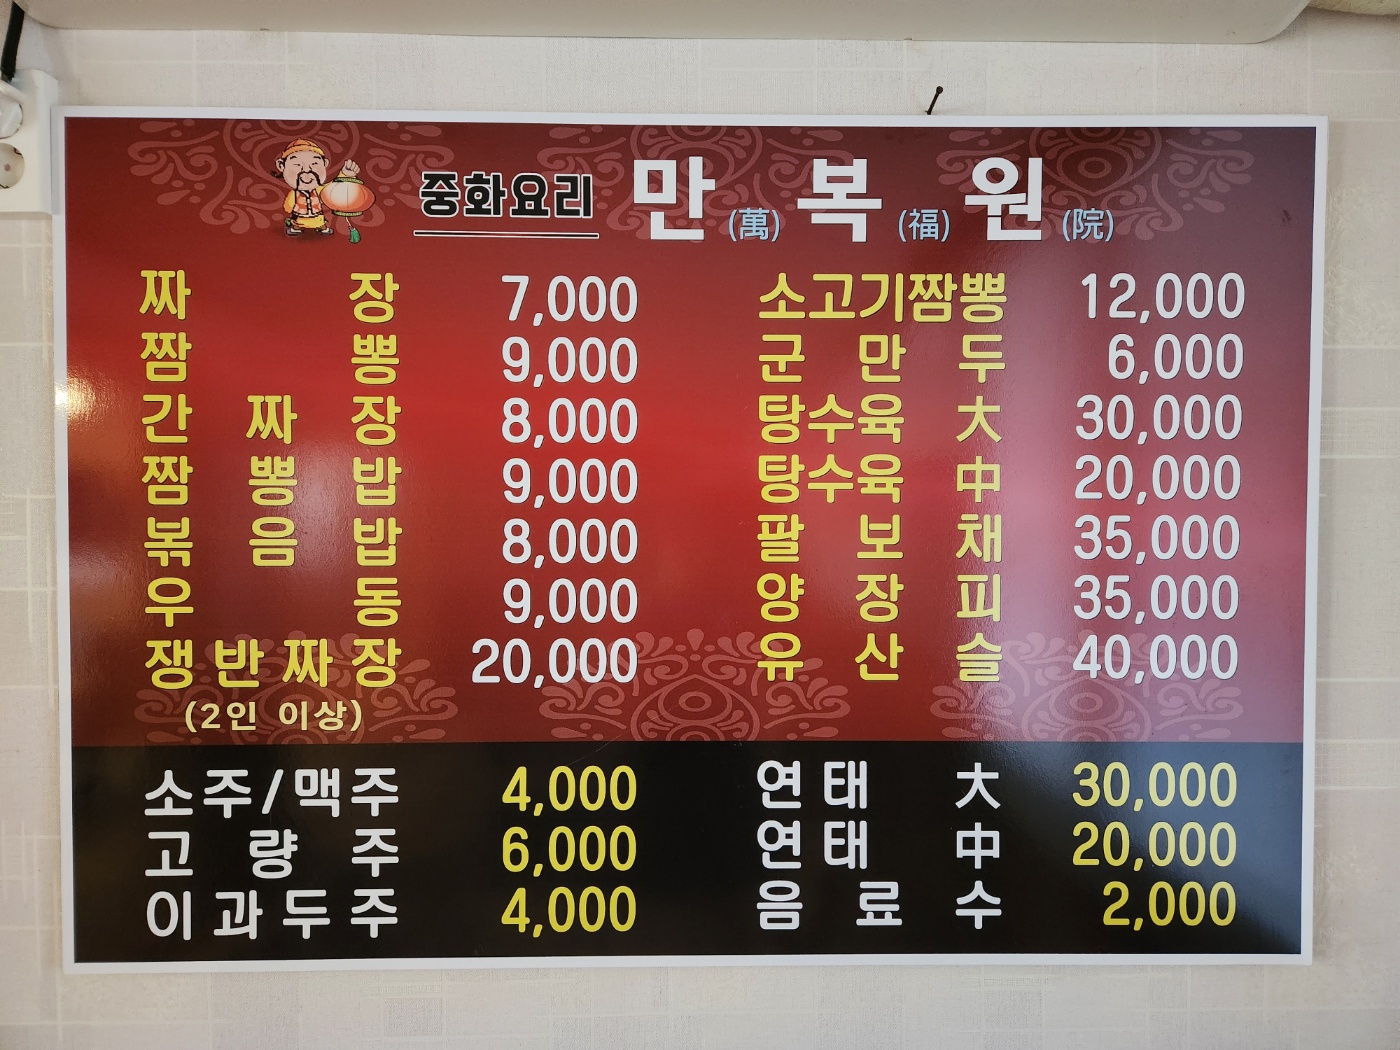 중화요리 만(萬)복(福)원(院)
짜장 7,000
짬뽕 9,000
간짜장 8,000
짬뽕밥 9,000
볶음밥 8,000
우동 9,000
쟁반짜장 20,000
(2인 이상)
소고기짬뽕 12,000
군만두 6,000
탕수육 大 30,000
탕수육 中 20,000
팔보채 35,000
양장피 35,000
유산슬 40,000
소주/맥주 4,000
고량주 6,000
이과두주 4,000
연태 大 30,000
연태 中 20,000
음료수 2,000